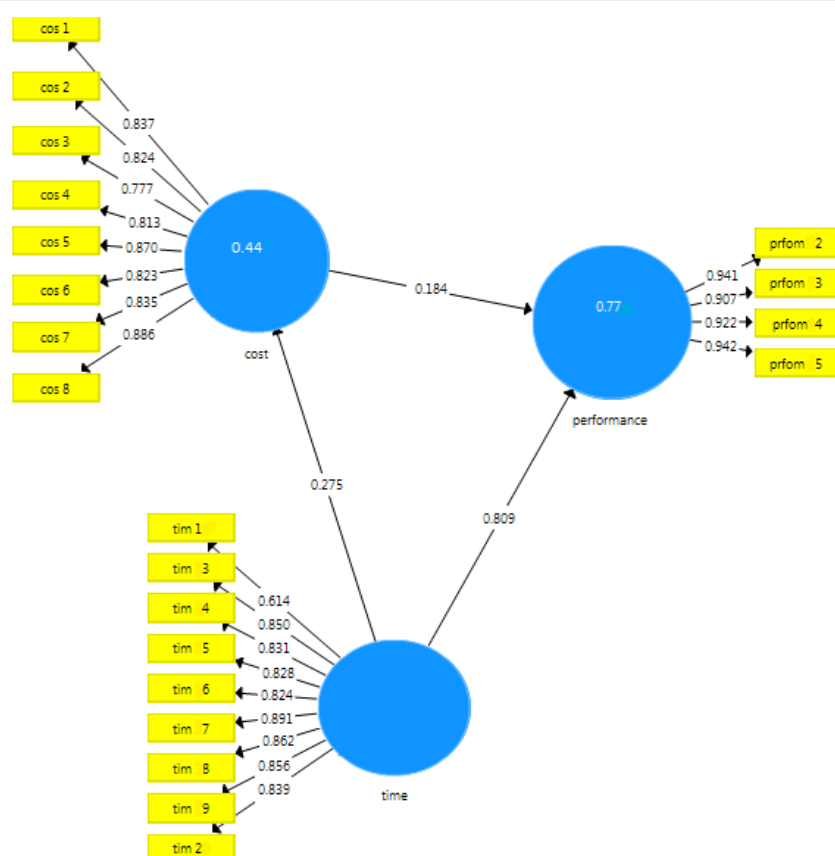 cos 1
cos 2
cos 3
cos 4
cos 5
cos 6
cos 7
cos 8
0.837
0.824
0.777
0.813
0.870
0.823
0.835
0.886
0.44
cost
0.184
0.77
performance
0.941
0.907
0.922
0.942
prfom 2
prfom 3
prfom 4
prfom 5
0.275
0.809
tim 1
tim 3
tim 4
tim 5
tim 6
tim 7
tim 8
tim 9
tim 2
0.614
0.850
0.831
0.828
0.824
0.891
0.862
0.856
0.839
time